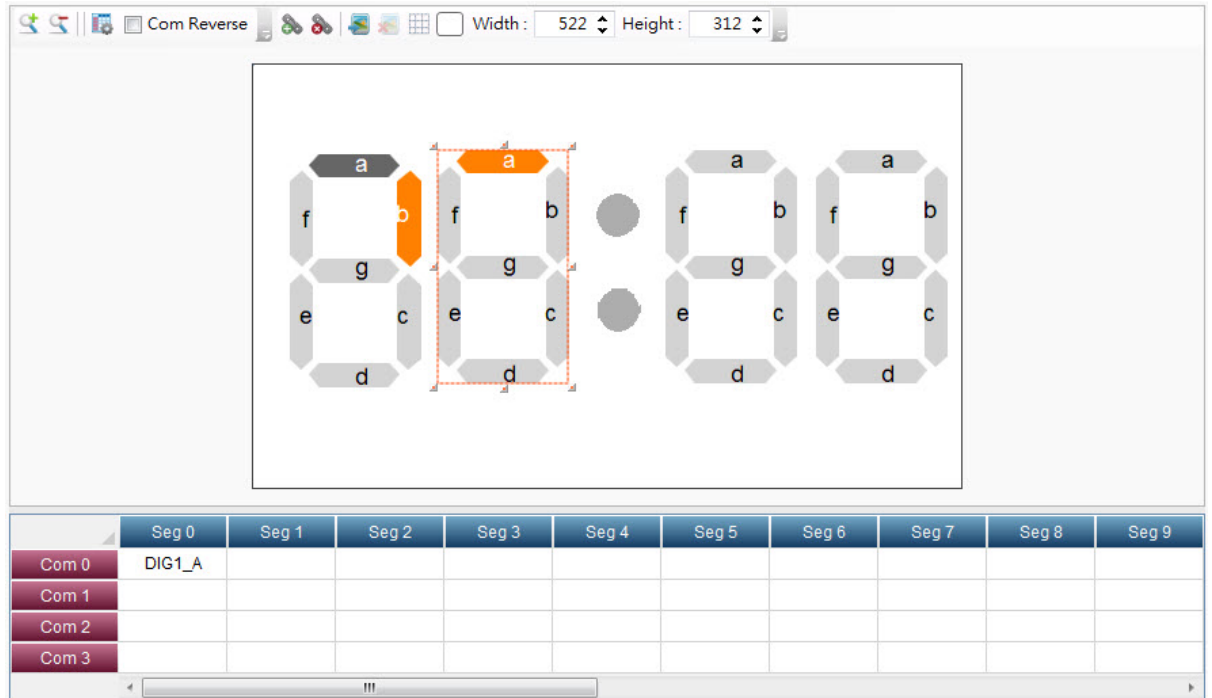 Com Reverse Width : 522 Height : 312
a a a a
f b f b f b f b
g g g g
e c e c e c e c
d d d d
Seg 0 Seg 1 Seg 2 Seg 3 Seg 4 Seg 5 Seg 6 Seg 7 Seg 8 Seg 9
Com 0 DIG1_A
Com 1
Com 2
Com 3